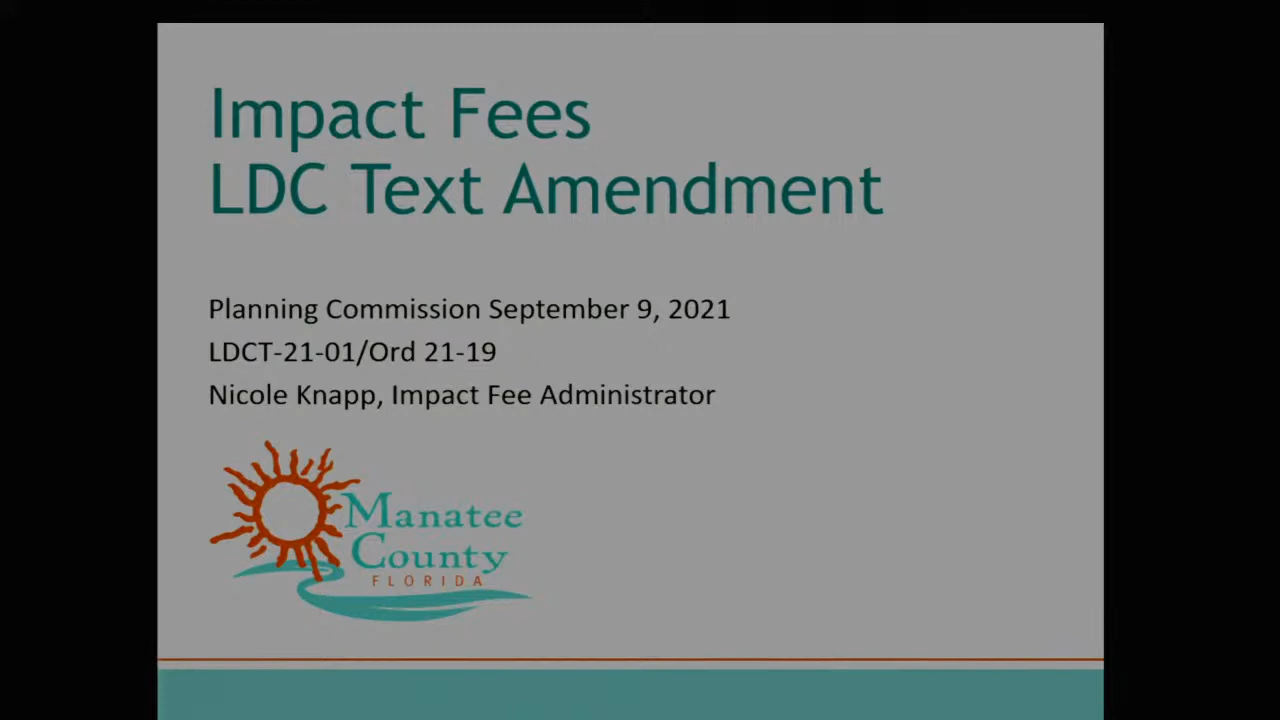 Impact Fees
LDC Text Amendment
Planning Commission September 9, 2021
LDCT-21-01/Ord 21-19
Nicole Knapp, Impact Fee Administrator
Manatee
County
FLORIDA